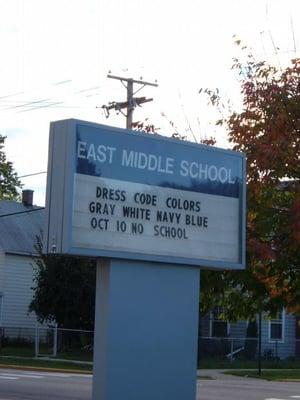 EAST MIDDLE SCHOOL
DRESS CODE COLORS
GRAY WHITE NAVY BLUE
OCT 10 NO SCHOOL